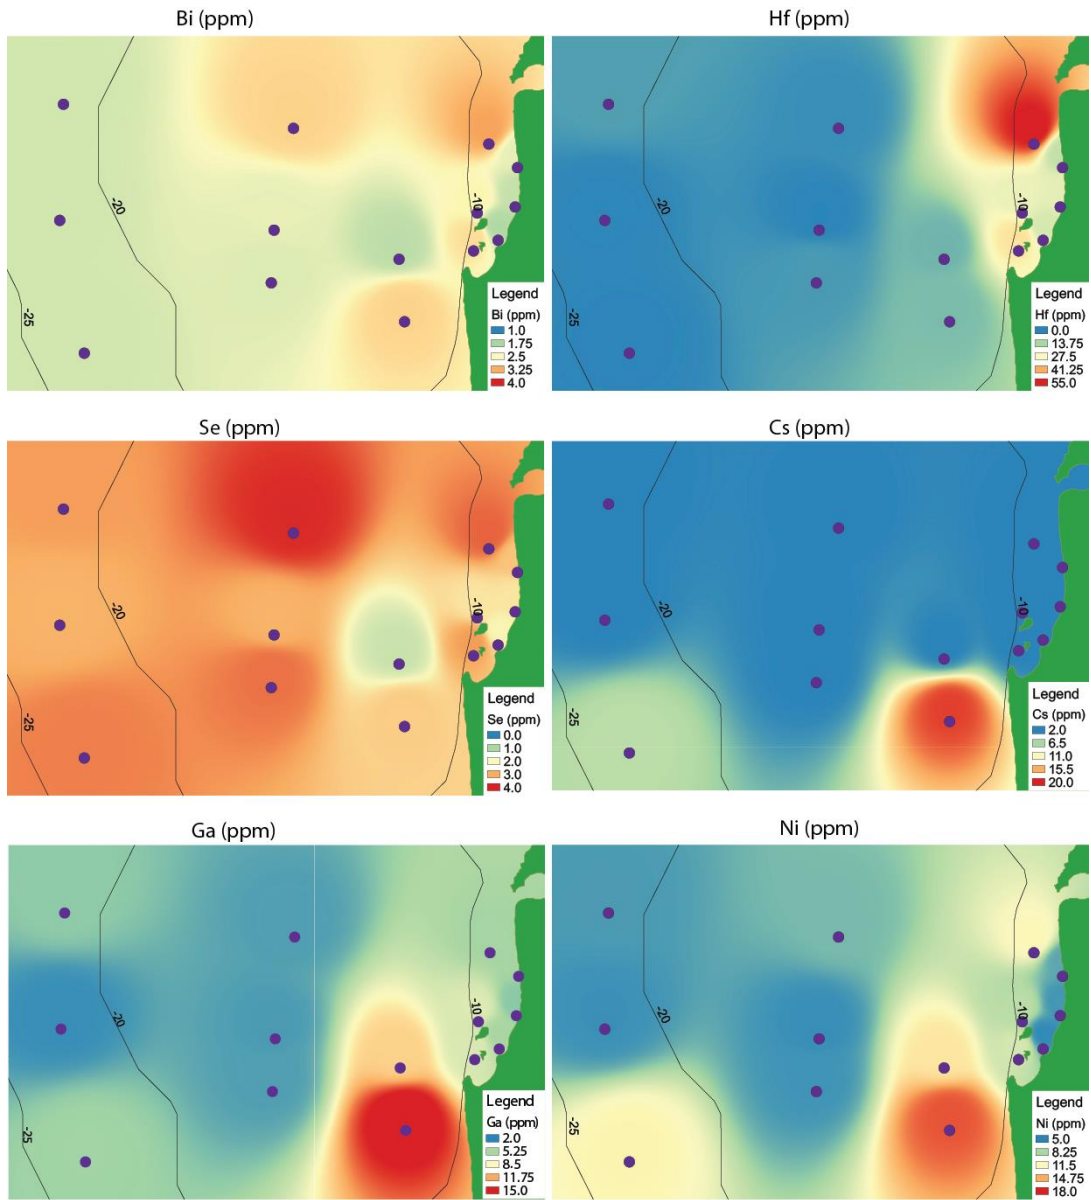 Bi (ppm)
-20
-10
-25
Legend
Bi (ppm)
1.0
1.75
2.5
3.25
4.0
Hf (ppm)
-20
-10
-25
Legend
Hf (ppm)
0.0
13.75
27.5
41.25
55.0
Se (ppm)
-20
-10
-25
Legend
Se (ppm)
0.0
1.0
2.0
3.0
4.0
Cs (ppm)
-20
-10
-25
Legend
Cs (ppm)
2.0
6.5
11.0
15.5
20.0
Ga (ppm)
-20
-10
-25
Legend
Ga (ppm)
2.0
5.25
8.5
11.75
15.0
Ni (ppm)
-20
-10
-25
Legend
Ni (ppm)
5.0
8.25
11.5
14.75
18.0